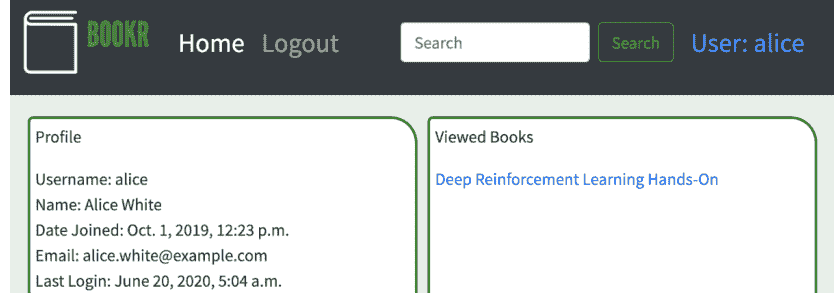 BOOKR Home Logout Search Search User: alice
Profile
Username: alice
Name: Alice White
Date Joined: Oct. 1, 2019, 12:23 p.m.
Email: alice.white@example.com
Last Login: June 20, 2020, 5:04 a.m.
Viewed Books
Deep Reinforcement Learning Hands-On